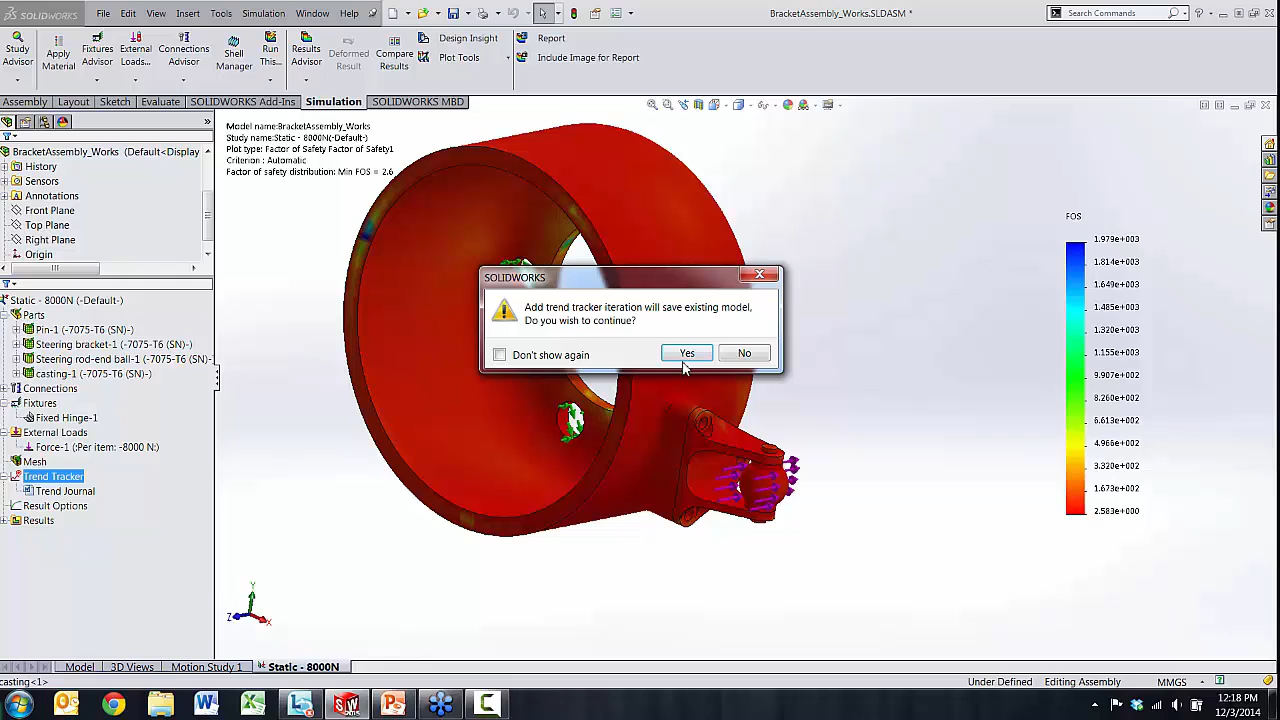 SOLIDWORKS
File Edit View Insert Tools Simulation Window Help
BracketAssembly_Works.SLDASM *
Search Commands
Study Advisor
Apply Material
Fixtures Advisor
External Loads...
Connections Advisor
Shell Manager
Run This...
Results Advisor
Deformed Result
Compare Results
Design Insight
Plot Tools
Report
Include Image for Report
Assembly Layout Sketch Evaluate SOLIDWORKS Add-Ins Simulation SOLIDWORKS MBD
BracketAssembly_Works (Default<Display
History
Sensors
Annotations
Front Plane
Top Plane
Right Plane
Origin
Static - 8000N (-Default-)
Parts
Pin-1 (-7075-T6 (SN)-)
Steering bracket-1 (-7075-T6 (SN)-)
Steering rod-end ball-1 (-7075-T6 (SN)-
casting-1 (-7075-T6 (SN)-)
Connections
Fixtures
Fixed Hinge-1
External Loads
Force-1 (:Per item: -8000 N:)
Mesh
Trend Tracker
Trend Journal
Result Options
Results
Model name:BracketAssembly_Works
Study name:Static - 8000N(-Default-)
Plot type: Factor of Safety Factor of Safety1
Criterion : Automatic
Factor of safety distribution: Min FOS = 2.6
SOLIDWORKS
Add trend tracker iteration will save existing model,
Do you wish to continue?
Don't show again
Yes
No
FOS
1.979e+003
1.814e+003
1.649e+003
1.485e+003
1.320e+003
1.155e+003
9.907e+002
8.260e+002
6.613e+002
4.966e+002
3.320e+002
1.673e+002
2.583e+000
Y
Z
X
Model 3D Views Motion Study 1 Static - 8000N
casting<1>
Under Defined
Editing Assembly
MMGS
12:18 PM
12/3/2014